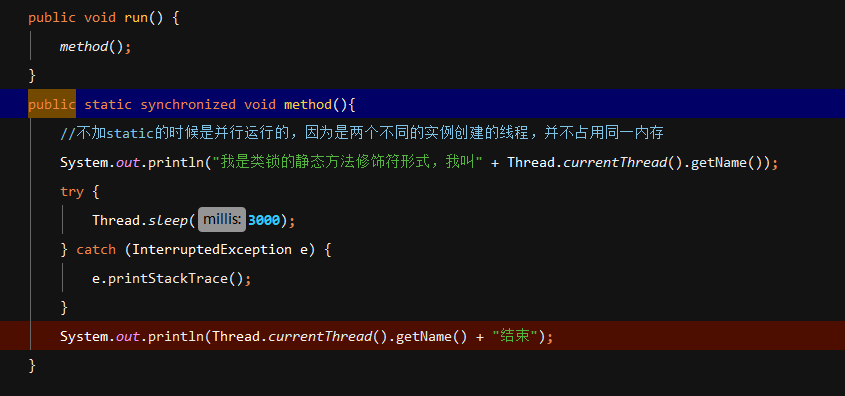 public void run() {
method();
}
public static synchronized void method(){
//不加static的时候是并行运行的，因为是两个不同的实例创建的线程，并不占用同一内存
System.out.println("我是类锁的静态方法修饰符形式，我叫" + Thread.currentThread().getName());
try {
Thread.sleep( millis: 3000);
} catch (InterruptedException e) {
e.printStackTrace();
}
System.out.println(Thread.currentThread().getName() + "结束");
}